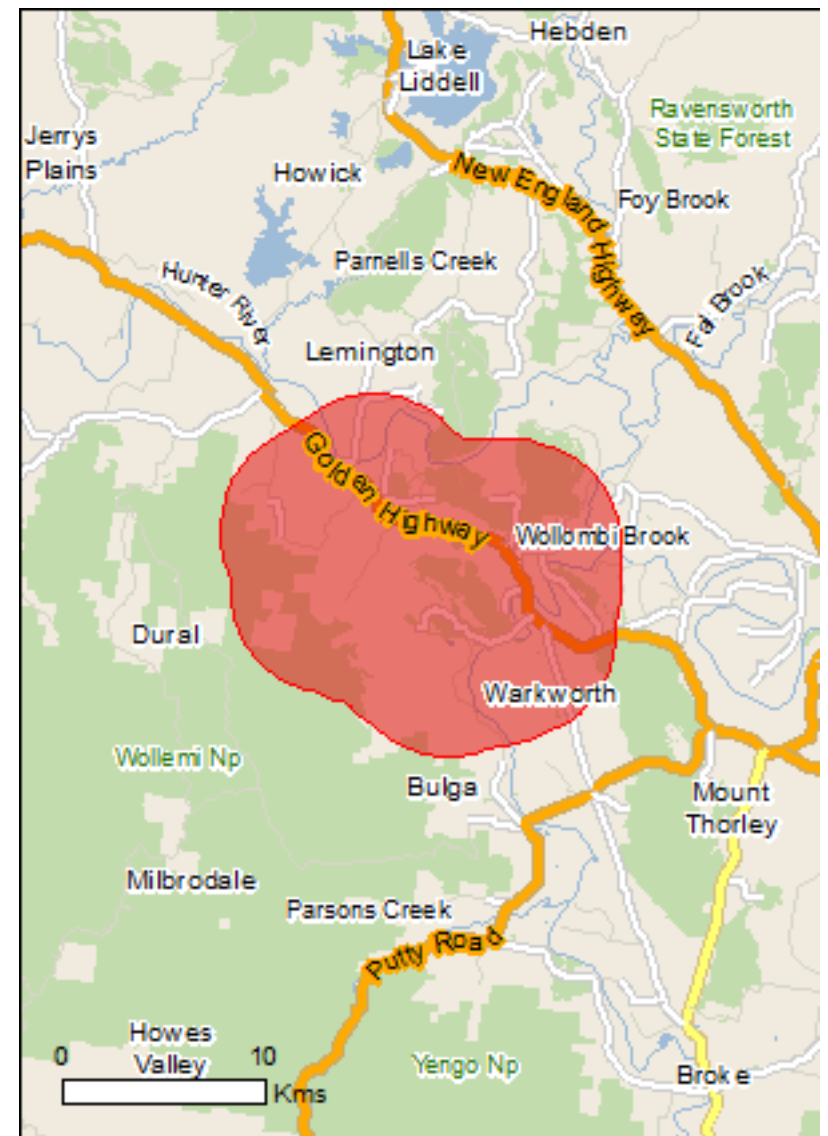 Hebden
Lake
Liddell
Ravensworth
State Forest
Jerrys
Plains
New England Highway
Howick
Foy Brook
Parnells Creek
Hunter River
Fal Brook
Lemington
Golden Highway
Wollombi Brook
Dural
Warkworth
Wollemi Np
Bulga
Mount
Thorley
Milbrodale
Parsons Creek
Putty Road
Howes
Valley
0 10
Kms
Yengo Np
Broke